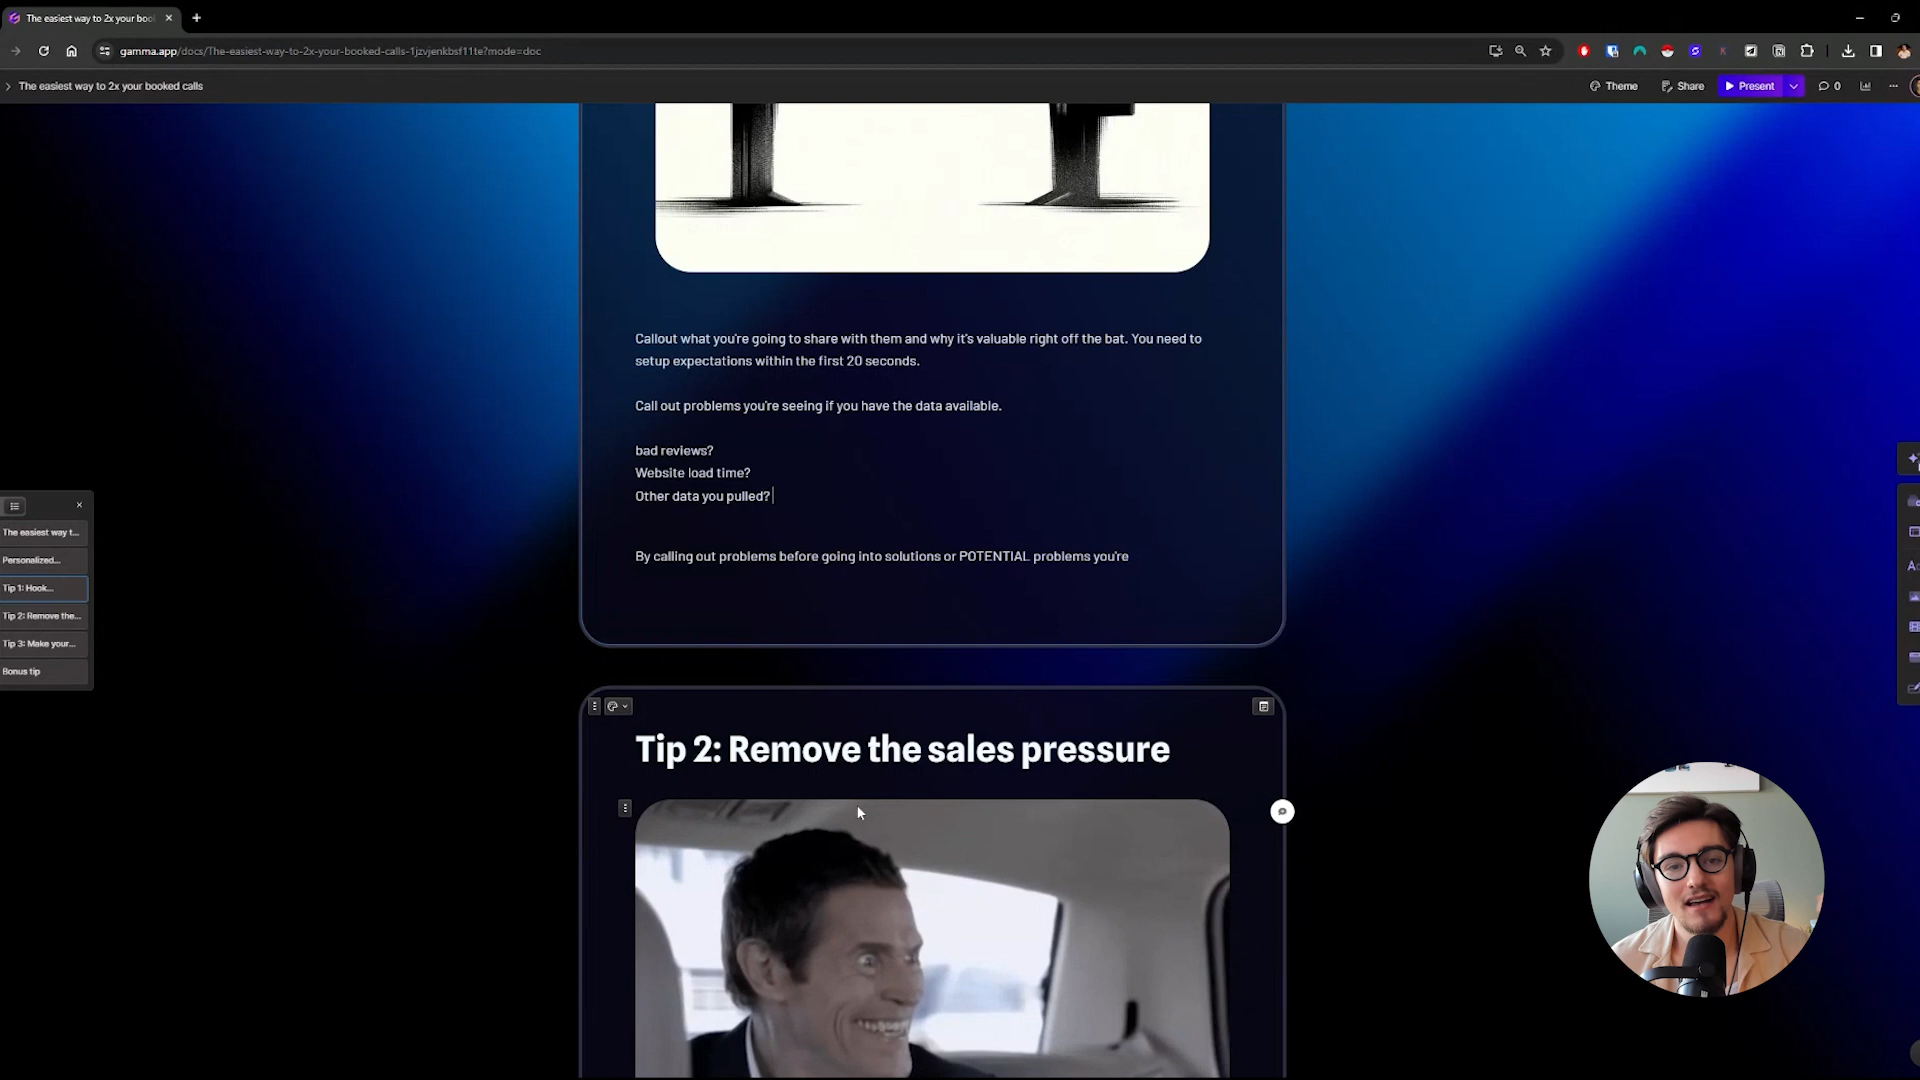 The easiest way to 2x your boo
gamma.app/docs/The-easiest-way-to-2x-your-booked-calls-1jzvjenkbsf11te?mode=doc
The easiest way to 2x your booked calls
Theme
Share
Present
0
Callout what you're going to share with them and why it's valuable right off the bat. You need to
setup expectations within the first 20 seconds.
Call out problems you're seeing if you have the data available.
bad reviews?
Website load time?
Other data you pulled?
By calling out problems before going into solutions or POTENTIAL problems you're
The easiest way t...
Personalized...
Tip 1: Hook...
Tip 2: Remove the...
Tip 3: Make your...
Bonus tip
Tip 2: Remove the sales pressure